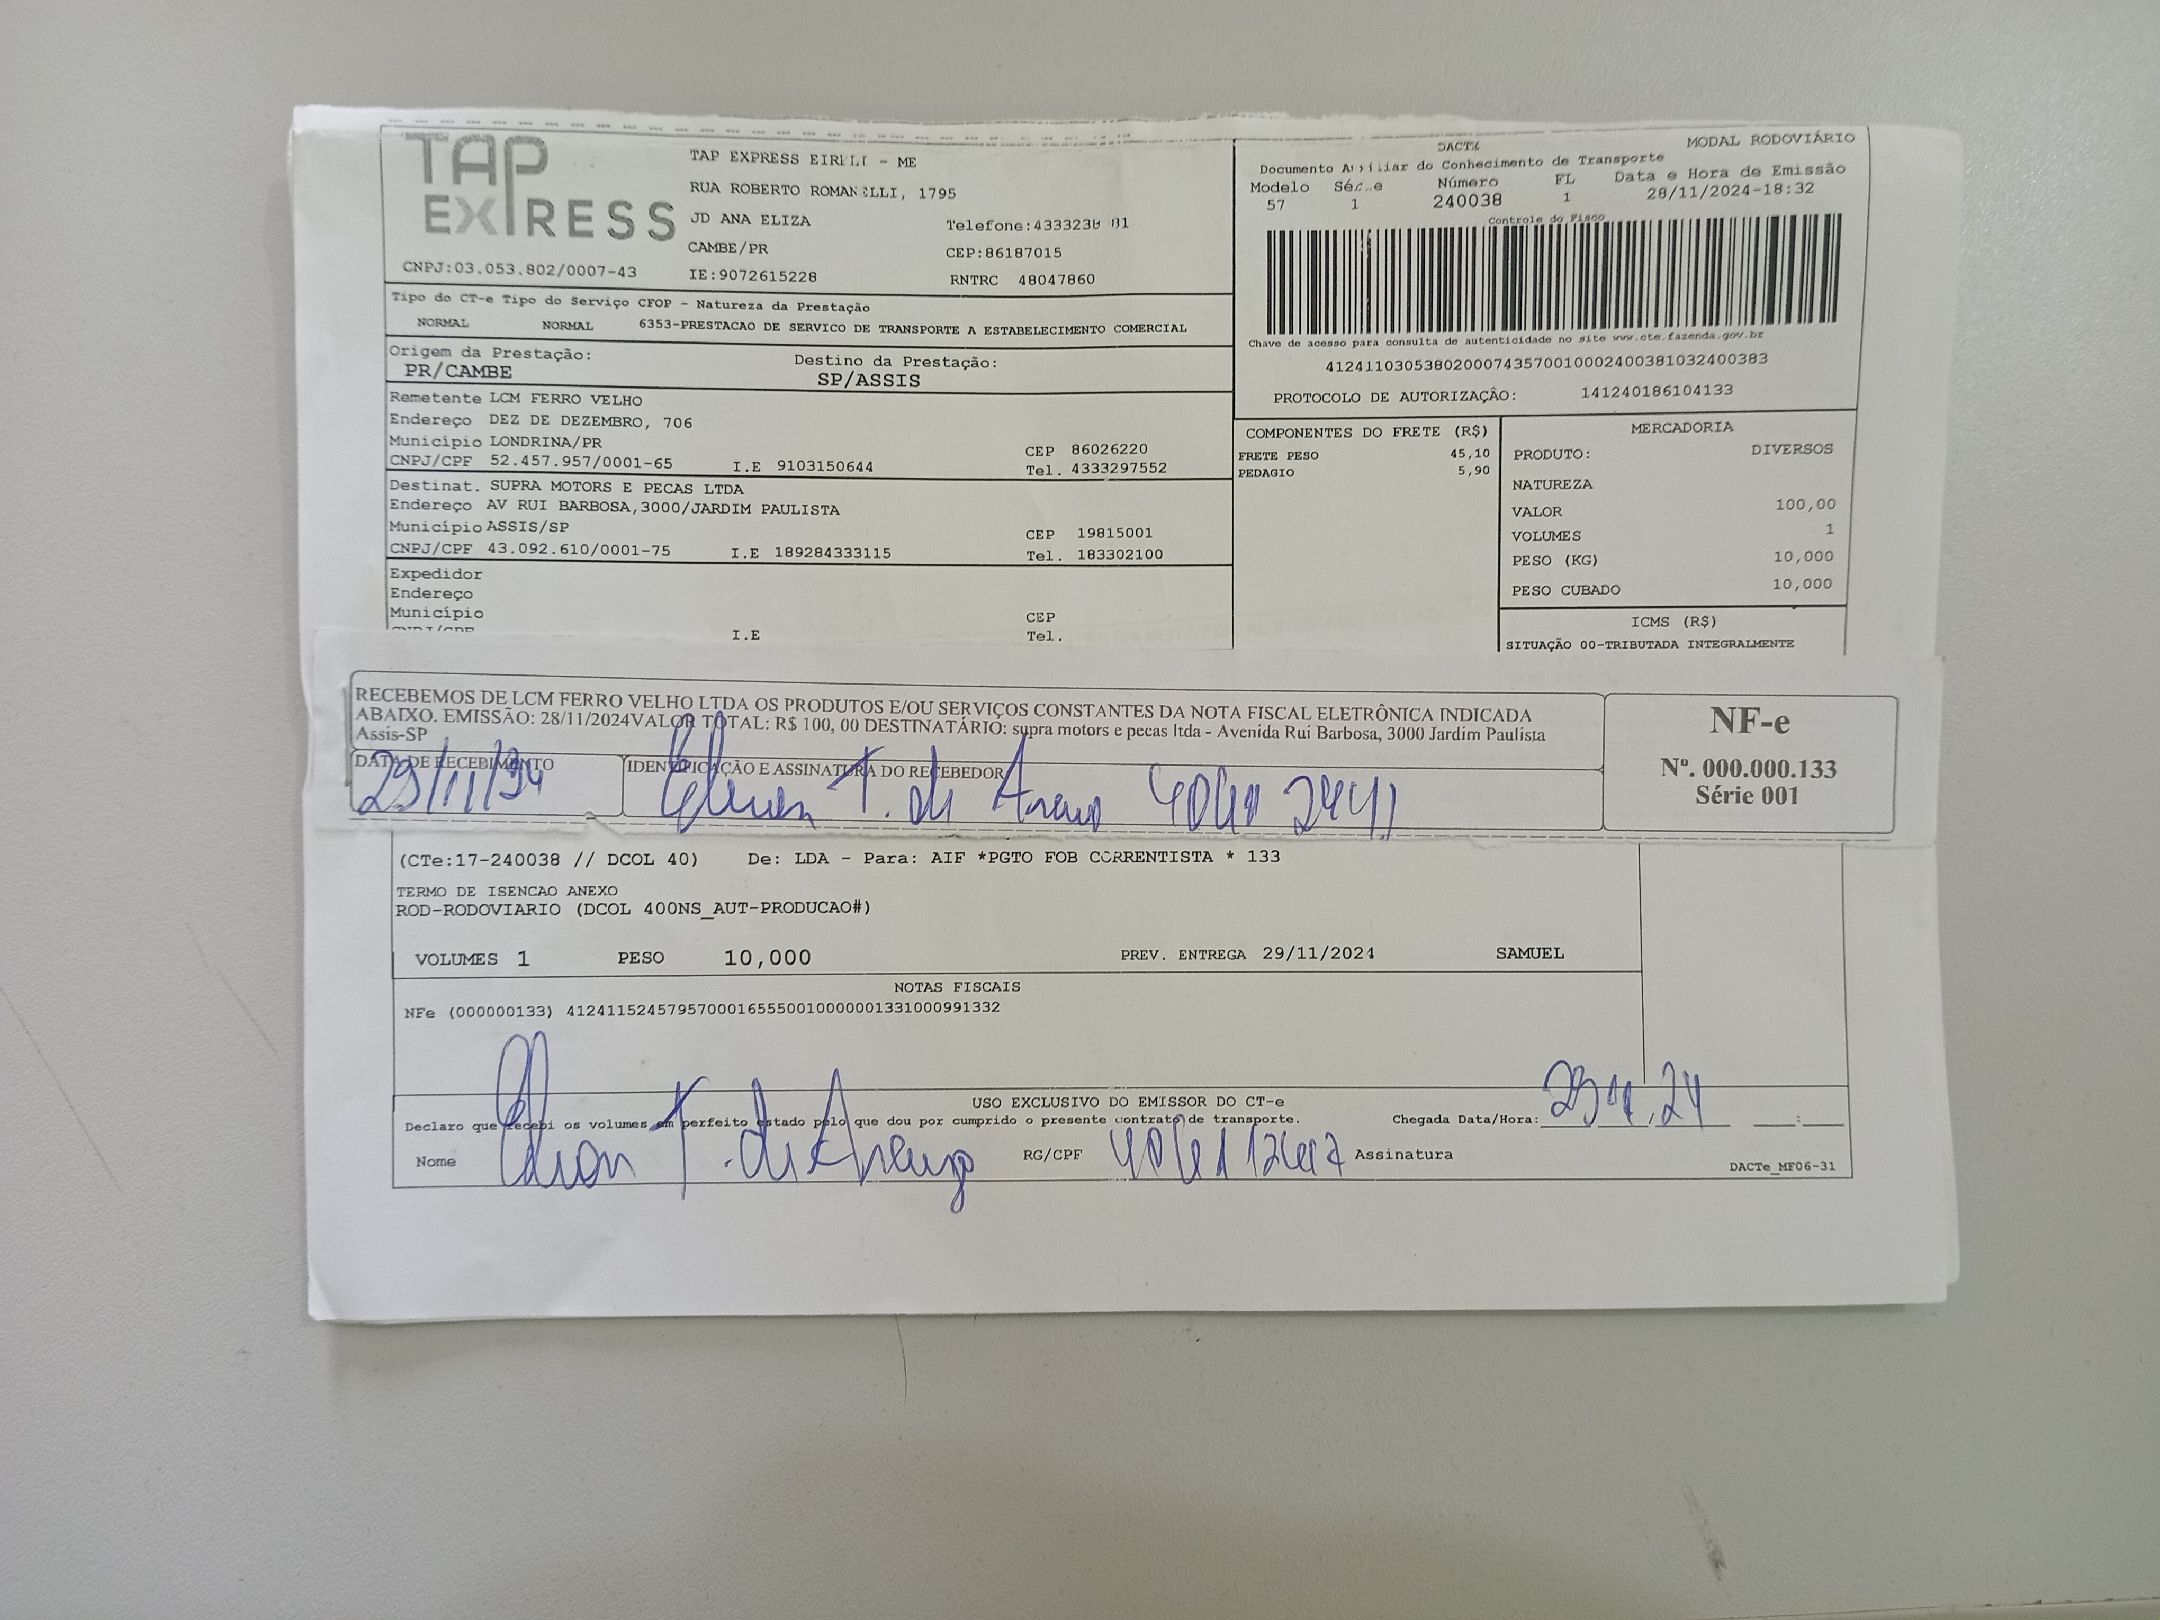 TAP EXPRESS
TAP EXPRESS EIRELI - ME
RUA ROBERTO ROMANELLI, 1795
JD ANA ELIZA
CAMBE/PR
CEP:86187015
CNPJ:03.053.802/0007-43
IE:9072615228
RNTRC 48047860
Telefone:
DACTE
MODAL RODOVIÁRIO
Documento Auxiliar do Conhecimento de Transporte
Modelo Série Número FL Data e Hora de Emissão
57 1 240038 1 28/11/2024-18:32
Controle do Fisco
Chave de acesso para consulta de autenticidade no site www.cte.fazenda.gov.br
41241103053802000743570010002400381032400383
PROTOCOLO DE AUTORIZAÇÃO: 141240186104133
Tipo do CT-e Tipo do Serviço CFOP - Natureza da Prestação
NORMAL NORMAL 6353-PRESTACAO DE SERVICO DE TRANSPORTE A ESTABELECIMENTO COMERCIAL
Origem da Prestação: Destino da Prestação:
PR/CAMBE SP/ASSIS
Remetente LCM FERRO VELHO
Endereço DEZ DE DEZEMBRO, 706
Município LONDRINA/PR CEP 86026220
CNPJ/CPF 52.457.957/0001-65 I.E 9103150644 Tel. 4333297552
Destinat. SUPRA MOTORS E PECAS LTDA
Endereço AV RUI BARBOSA,3000/JARDIM PAULISTA
Município ASSIS/SP CEP 19815001
CNPJ/CPF 43.092.610/0001-75 I.E 189284333115 Tel. 183302100
Expedidor
Endereço
Município CEP
CNPJ/CPF I.E Tel.
COMPONENTES DO FRETE (R$)
FRETE PESO 45,10
PEDAGIO 5,90
MERCADORIA
PRODUTO: DIVERSOS
NATUREZA
VALOR 100,00
VOLUMES 1
PESO (KG) 10,000
PESO CUBADO 10,000
ICMS (R$)
SITUAÇÃO 00-TRIBUTADA INTEGRALMENTE
RECEBEMOS DE LCM FERRO VELHO LTDA OS PRODUTOS E/OU SERVIÇOS CONSTANTES DA NOTA FISCAL ELETRÔNICA INDICADA
ABAIXO. EMISSÃO: 28/11/2024VALOR TOTAL: R$ 100, 00 DESTINATÁRIO: supra motors e pecas ltda - Avenida Rui Barbosa, 3000 Jardim Paulista
Assis-SP
DATA DE RECEBIMENTO IDENTIFICAÇÃO E ASSINATURA DO RECEBEDOR
29/11/24 T. de Araujo
NF-e
Nº. 000.000.133
Série 001
(CTe:17-240038 // DCOL 40) De: LDA - Para: AIF *PGTO FOB CORRENTISTA * 133
TERMO DE ISENCAO ANEXO
ROD-RODOVIARIO (DCOL 400NS_AUT-PRODUCAO#)
VOLUMES 1 PESO 10,000 PREV. ENTREGA 29/11/2024 SAMUEL
NOTAS FISCAIS
NFe (000000133) 41241152457957000165550010000001331000991332
USO EXCLUSIVO DO EMISSOR DO CT-e
Declaro que recebi os volumes em perfeito estado pelo que dou por cumprido o presente contrato de transporte. Chegada Data/Hora: 29 11 24
Nome T. de Araujo RG/CPF Assinatura
DACTe_MF06-31